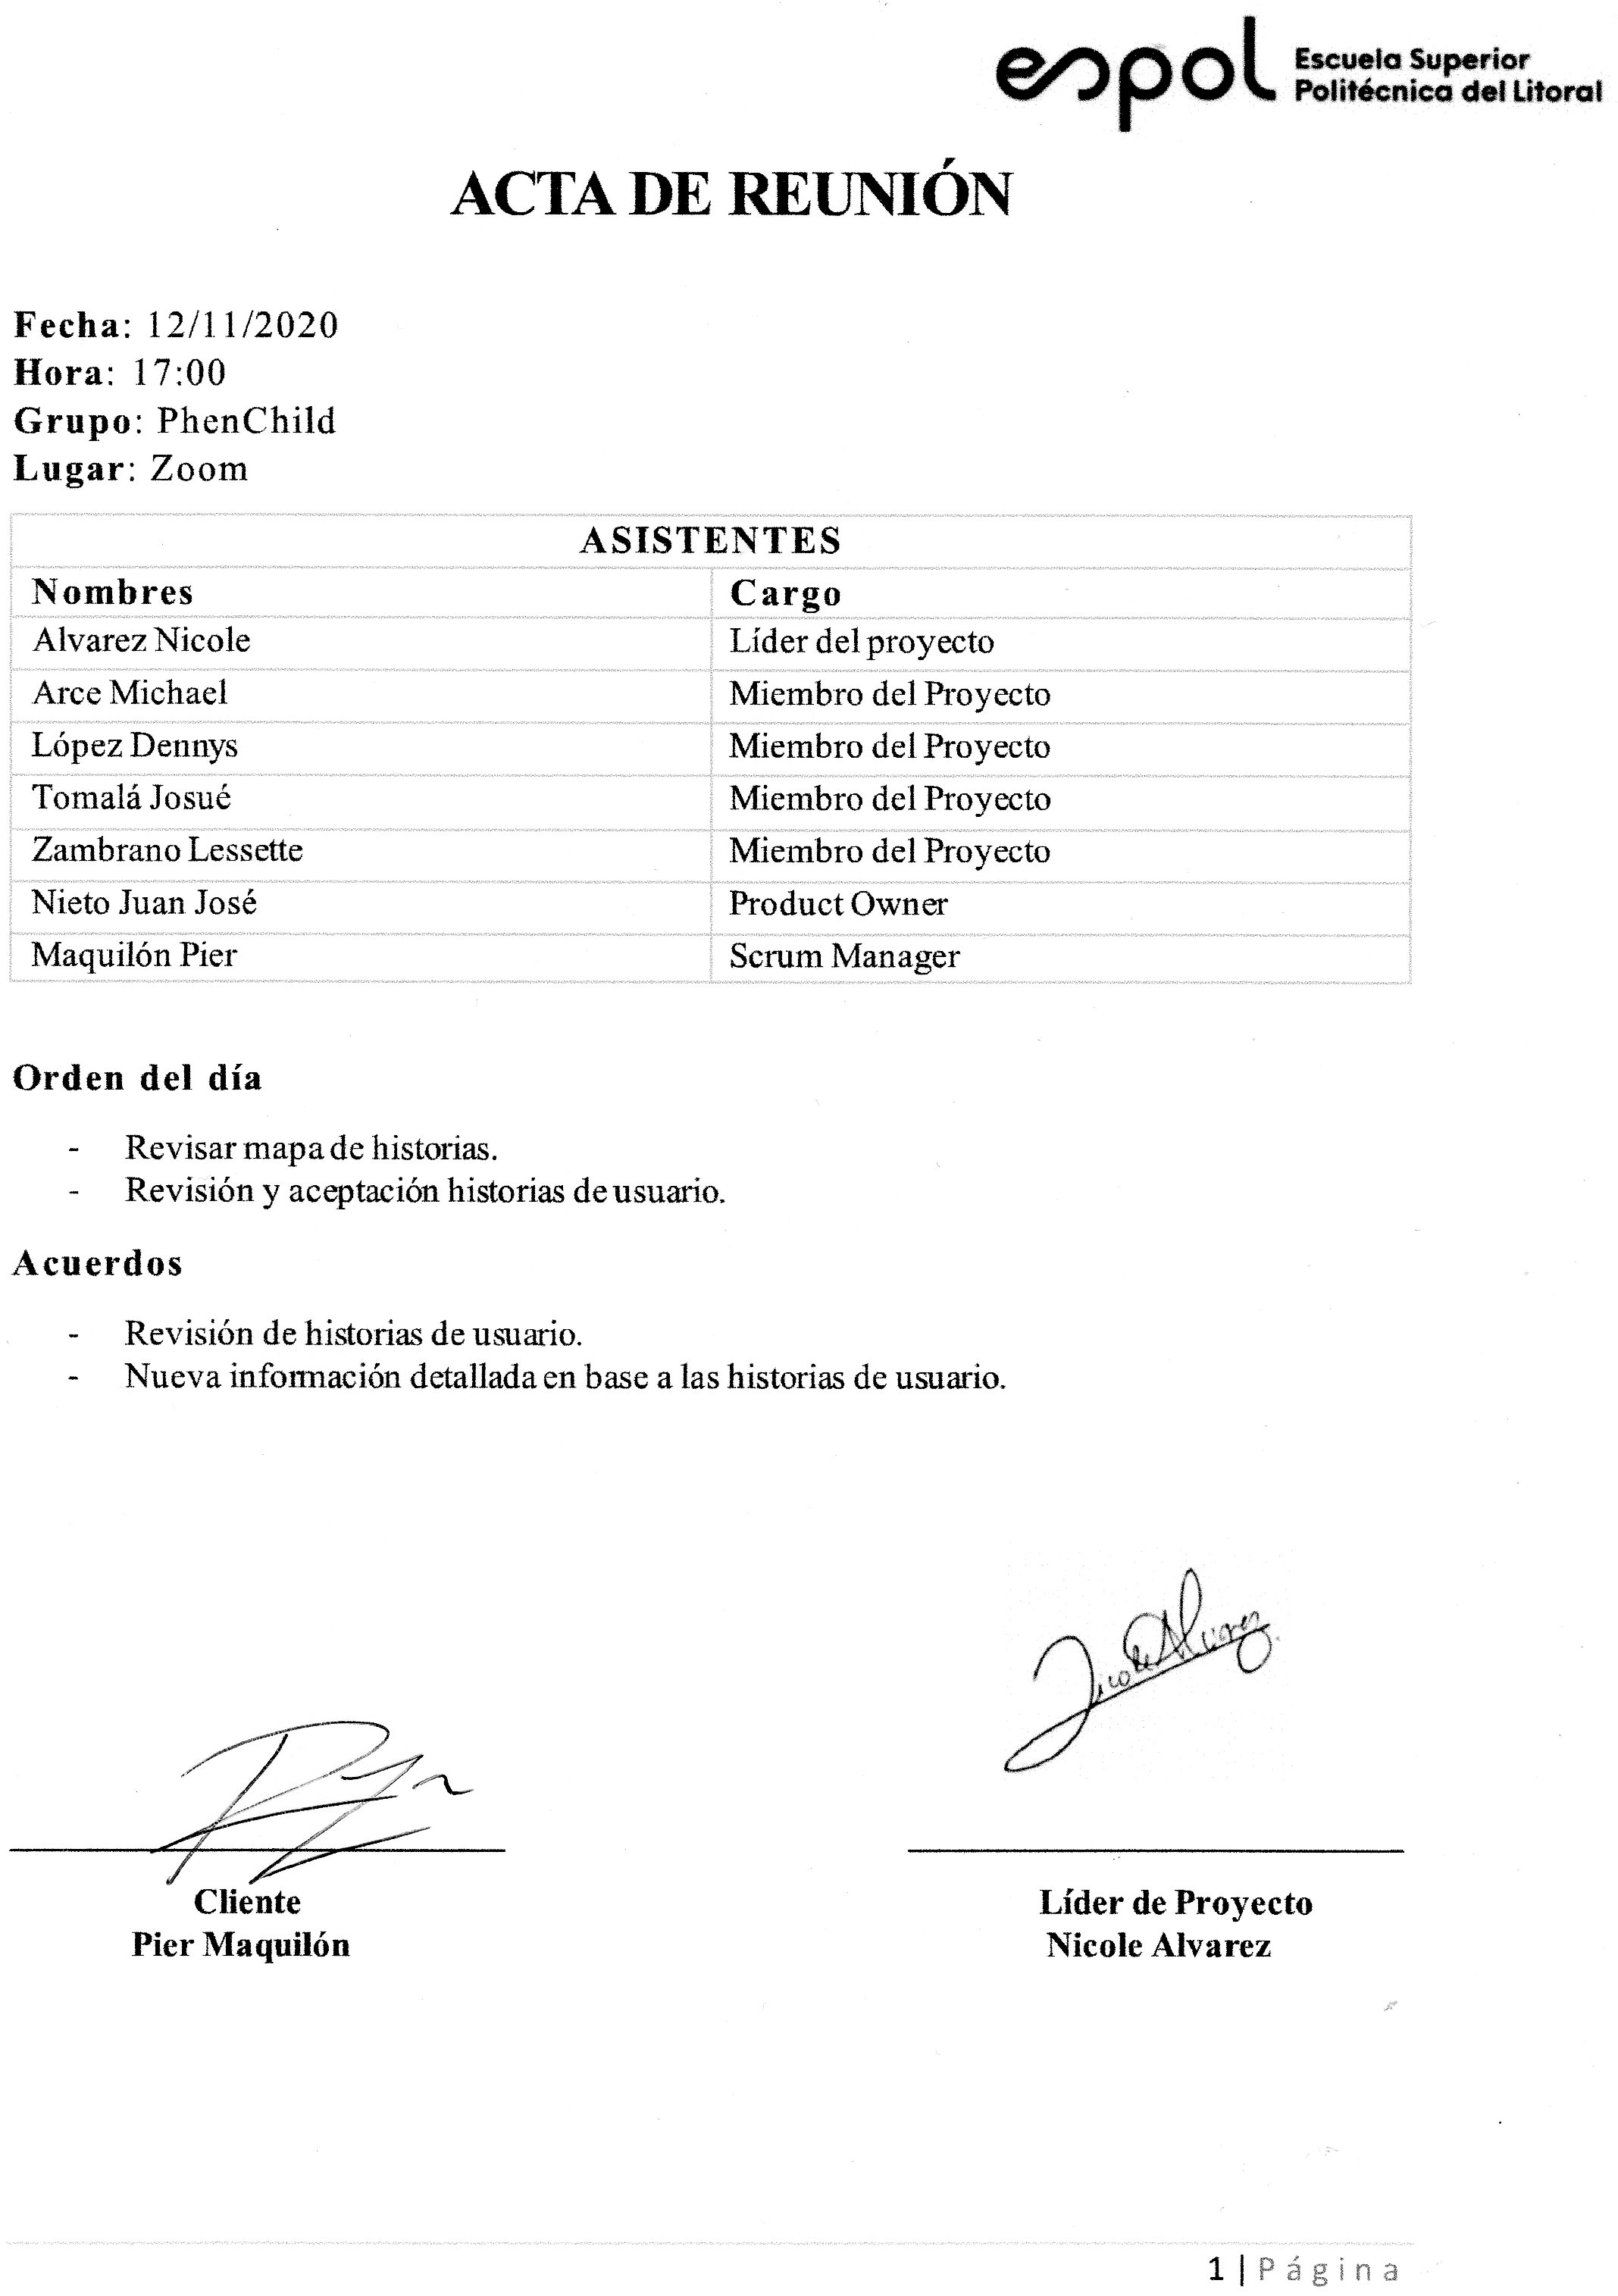 espol Escuela Superior
Politécnica del Litoral
ACTA DE REUNIÓN
Fecha: 12/11/2020
Hora: 17:00
Grupo: PhenChild
Lugar: Zoom
ASISTENTES
Nombres Cargo
Alvarez Nicole Líder del proyecto
Arce Michael Miembro del Proyecto
López Dennys Miembro del Proyecto
Tomalá Josué Miembro del Proyecto
Zambrano Lessette Miembro del Proyecto
Nieto Juan José Product Owner
Maquilón Pier Scrum Manager
Orden del día
- Revisar mapa de historias.
- Revisión y aceptación historias de usuario.
Acuerdos
- Revisión de historias de usuario.
- Nueva información detallada en base a las historias de usuario.
Nicole Alvarez
Cliente Líder de Proyecto
Pier Maquilón Nicole Alvarez
1 | Página